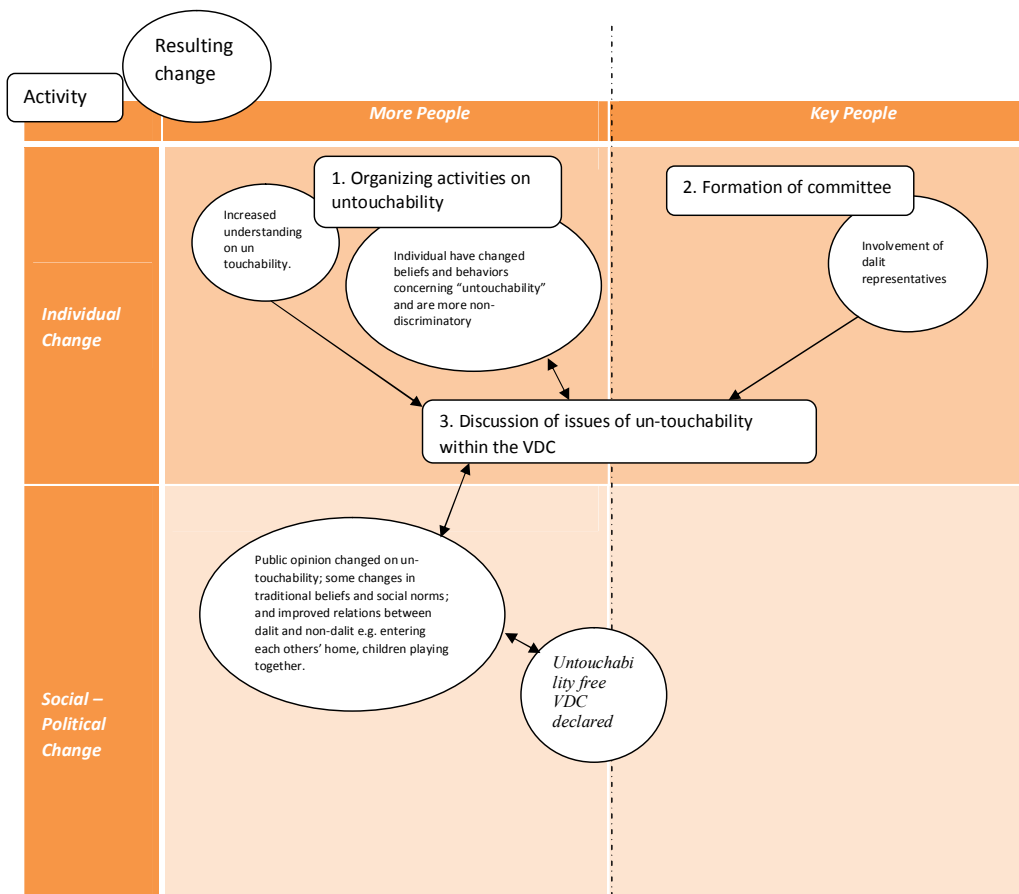 Resulting
change
Activity
More People
Key People
1. Organizing activities on
untouchability
2. Formation of committee
Increased
understanding
on un
touchability.
Individual have changed
beliefs and behaviors
concerning “untouchability”
and are more non-
discriminatory
Involvement of
dalit
representatives
Individual
Change
3. Discussion of issues of un-touchability
within the VDC
Public opinion changed on un-
touchability; some changes in
traditional beliefs and social norms;
and improved relations between
dalit and non-dalit e.g. entering
each others’ home, children playing
together.
Untouchabi
lity free
VDC
declared
Social –
Political
Change